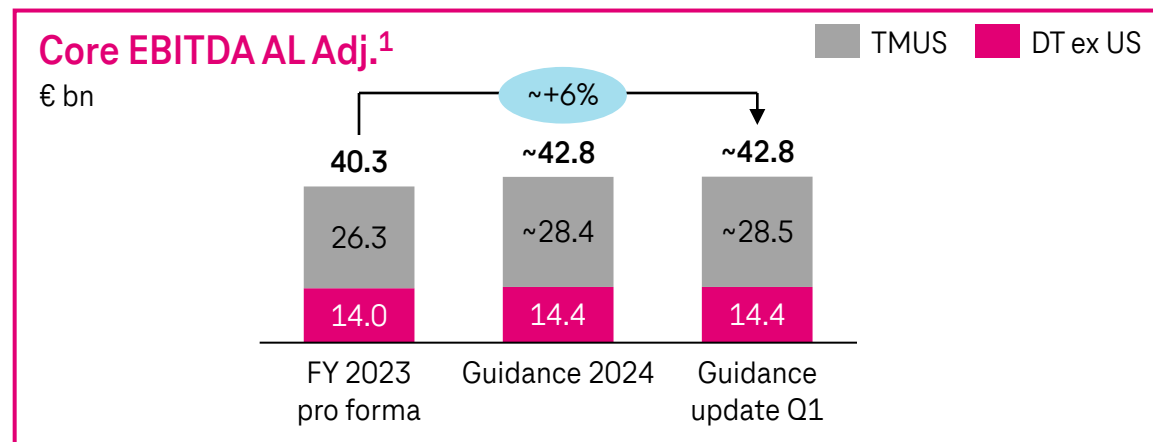 Core EBITDA AL Adj.1
€ bn
TMUS
DT ex US
~+6%
40.3
~42.8
~42.8
26.3
~28.4
~28.5
14.0
14.4
14.4
FY 2023
pro forma
Guidance 2024
Guidance
update Q1